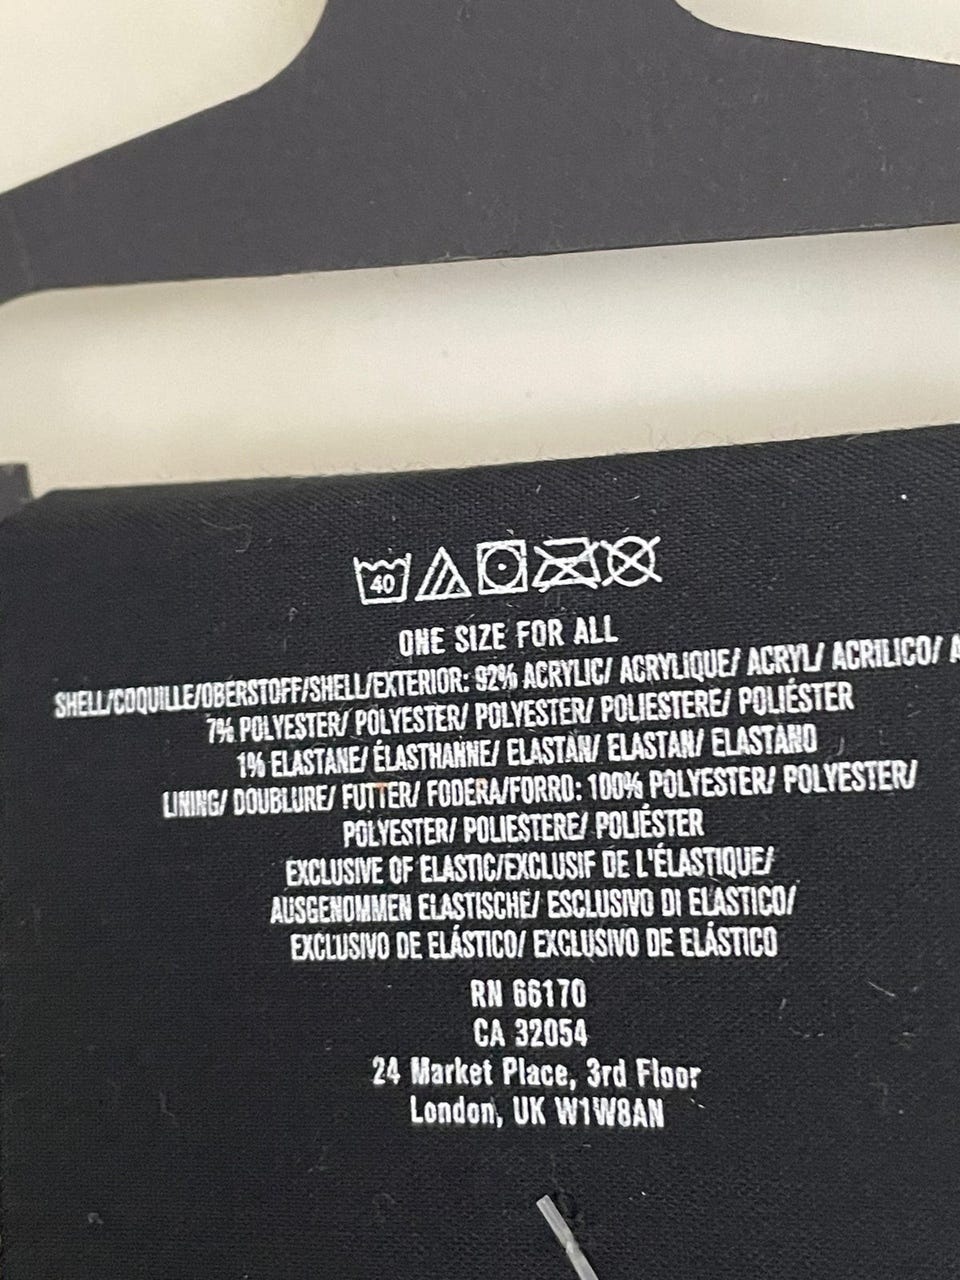 40
ONE SIZE FOR ALL
SHELL/COQUILLE/OBERSTOFF/SHELL/EXTERIOR: 92% ACRYLIC/ ACRYLIQUE/ ACRYL/ ACRILICO/
7% POLYESTER/ POLYESTER/ POLYESTER/ POLIESTERE/ POLIÉSTER
1% ELASTANE/ ÉLASTHANNE/ ELASTAN/ ELASTAN/ ELASTANO
LINING/ DOUBLURE/ FUTTER/ FODERA/FORRO: 100% POLYESTER/ POLYESTER/
POLYESTER/ POLIESTERE/ POLIÉSTER
EXCLUSIVE OF ELASTIC/EXCLUSIF DE L'ÉLASTIQUE/
AUSGENOMMEN ELASTISCHE/ ESCLUSIVO DI ELASTICO/
EXCLUSIVO DE ELÁSTICO/ EXCLUSIVO DE ELÁSTICO
RN 66170
CA 32054
24 Market Place, 3rd Floor
London, UK W1W8AN